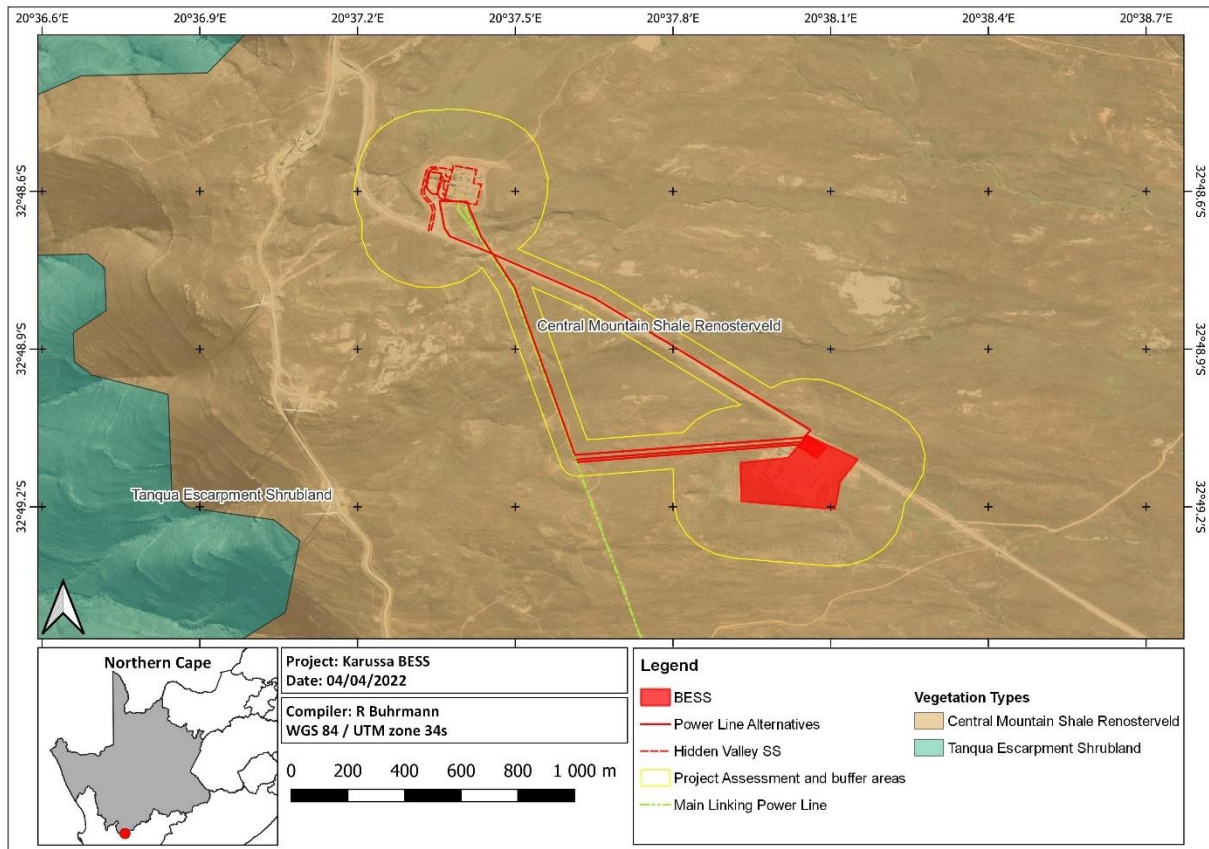 20°36.6′E 20°36.9′E 20°37.2′E 20°37.5′E 20°37.8′E 20°38.1′E 20°38.4′E 20°38.7′E
32°48.6′S 32°48.6′S
Central Mountain Shale Renosterveld
32°48.9′S 32°48.9′S
Tanqua Escarpment Shrubland
32°49.2′S 32°49.2′S
Northern Cape
Project: Karussa BESS
Date: 04/04/2022
Compiler: R Buhrmann
WGS 84 / UTM zone 34s
0 200 400 600 800 1 000 m
Legend
BESS
Power Line Alternatives
Hidden Valley SS
Project Assessment and buffer areas
Main Linking Power Line
Vegetation Types
Central Mountain Shale Renosterveld
Tanqua Escarpment Shrubland